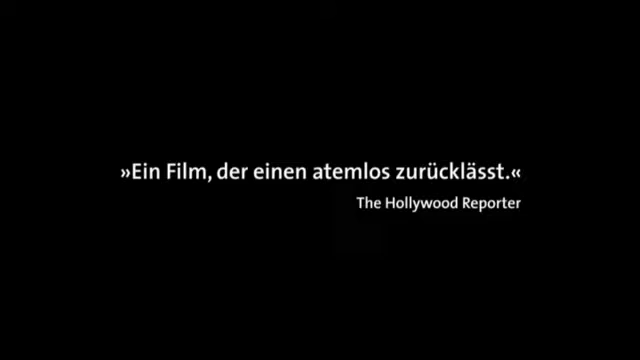 »Ein Film, der einen atemlos zurücklässt.«
The Hollywood Reporter